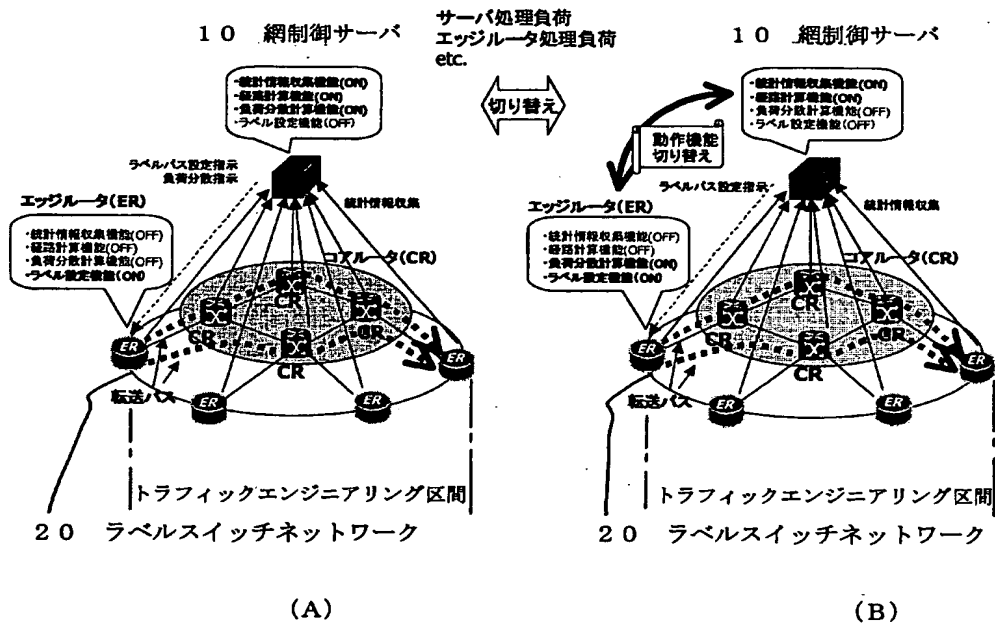 サーバ処理負荷
エッジルータ処理負荷
etc.
切り替え
10 網制御サーバ
・統計情報収集機能(ON)
・経路計算機能(ON)
・負荷分散計算機能(ON)
・ラベル設定機能(OFF)
ラベルパス設定指示
負荷分散指示
統計情報収集
エッジルータ(ER)
・統計情報収集機能(OFF)
・経路計算機能(OFF)
・負荷分散計算機能(OFF)
・ラベル設定機能(ON)
コアルータ(CR)
CR
CR
CR
CR
ER
ER
ER
ER
転送パス
トラフィックエンジニアリング区間
20 ラベルスイッチネットワーク
(A)
10 網制御サーバ
・統計情報収集機能(ON)
・経路計算機能(ON)
・負荷分散計算機能(OFF)
・ラベル設定機能(OFF)
動作機能
切り替え
ラベルパス設定指示
統計情報収集
エッジルータ(ER)
・統計情報収集機能(OFF)
・経路計算機能(OFF)
・負荷分散計算機能(ON)
・ラベル設定機能(ON)
コアルータ(CR)
CR
CR
CR
CR
ER
ER
ER
ER
転送パス
トラフィックエンジニアリング区間
20 ラベルスイッチネットワーク
(B)